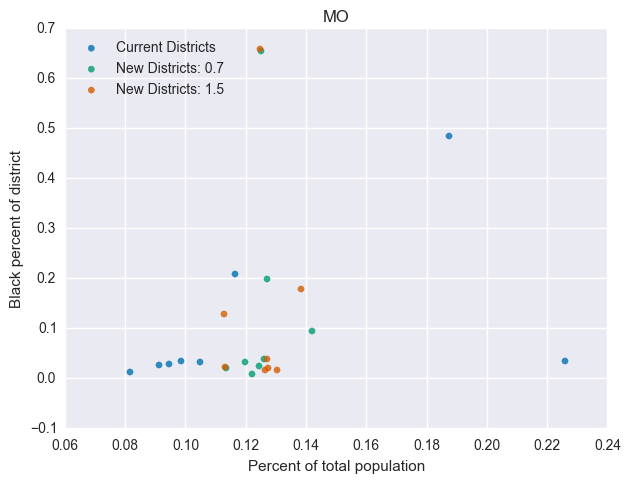 MO
Current Districts
New Districts: 0.7
New Districts: 1.5
0.7
0.6
0.5
0.4
0.3
0.2
0.1
0.0
−0.1
Black percent of district
0.06 0.08 0.10 0.12 0.14 0.16 0.18 0.20 0.22 0.24
Percent of total population